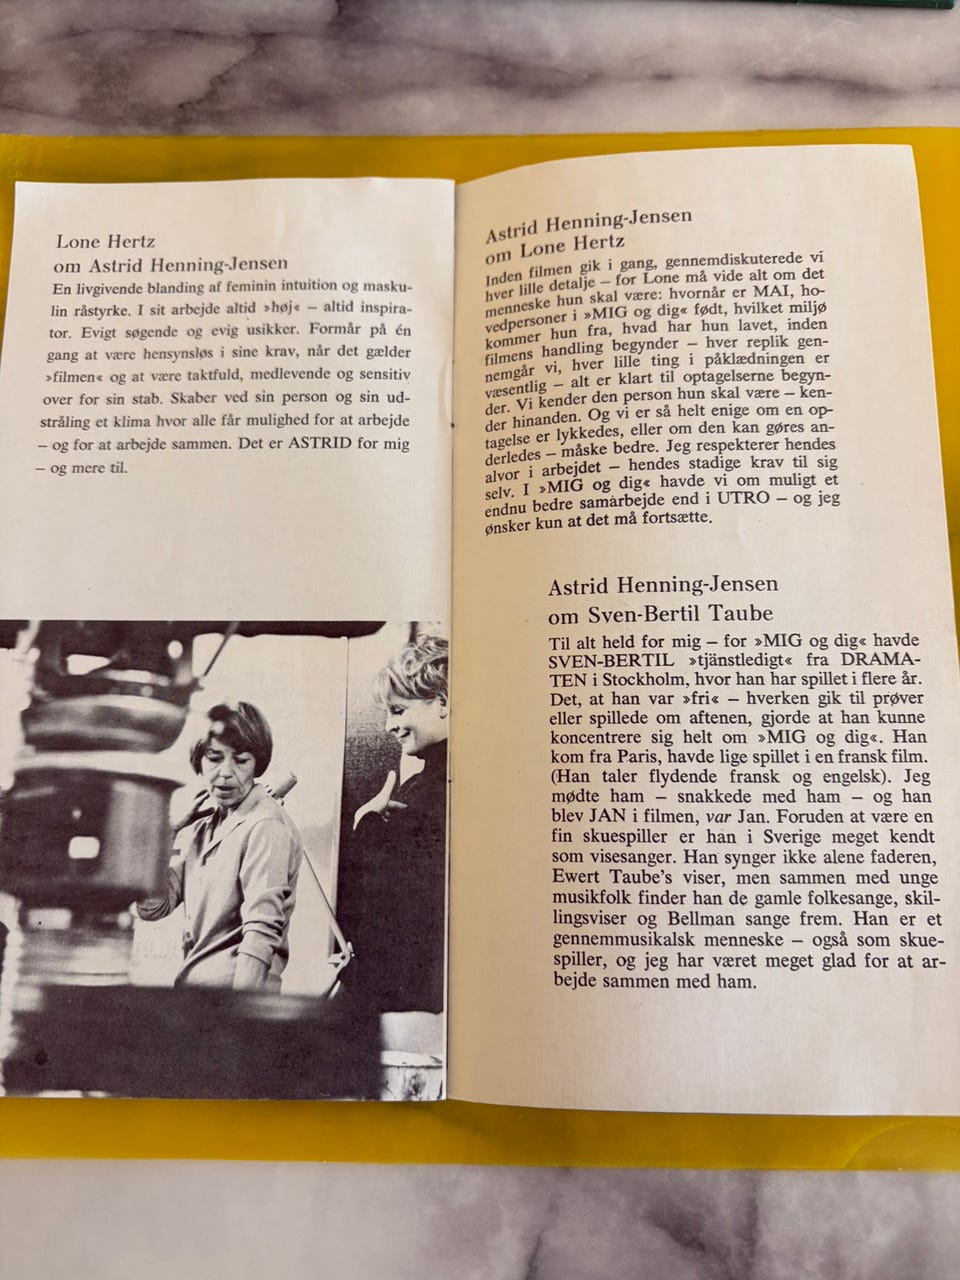 Lone Hertz
om Astrid Henning-Jensen
En livgivende blanding af feminin intuition og masku-
lin råstyrke. I sit arbejde altid »høj« – altid inspira-
tor. Evigt søgende og evig usikker. Formår på én
gang at være hensynsløs i sine krav, når det gælder
»filmen« og at være taktfuld, medlevende og sensitiv
over for sin stab. Skaber ved sin person og sin ud-
stråling et klima hvor alle får mulighed for at arbejde
– og for at arbejde sammen. Det er ASTRID for mig
– og mere til.
Astrid Henning-Jensen
om Lone Hertz
Inden filmen gik i gang, gennemdiskuterede vi
hver lille detalje – for Lone må vide alt om det
menneske hun skal være: hvornår er MAI, ho-
vedpersoner i »MIG og dig« født, hvilket miljø
kommer hun fra, hvad har hun lavet, inden
filmens handling begynder – hver replik gen-
nemgår vi, hver lille ting i påklædningen er
væsentlig – alt er klart til optagelserne begyn-
der. Vi kender den person hun skal være – ken-
der hinanden. Og vi er så helt enige om en op-
tagelse er lykkedes, eller om den kan gøres an-
derledes – måske bedre. Jeg respekterer hendes
alvor i arbejdet – hendes stadige krav til sig
selv. I »MIG og dig« havde vi om muligt et
endnu bedre samarbejde end i UTRO – og jeg
ønsker kun at det må fortsætte.
Astrid Henning-Jensen
om Sven-Bertil Taube
Til alt held for mig – for »MIG og dig« havde
SVEN-BERTIL »tjänstledigt« fra DRAMA-
TEN i Stockholm, hvor han har spillet i flere år.
Det, at han var »fri« – hverken gik til prøver
eller spillede om aftenen, gjorde at han kunne
koncentrere sig helt om »MIG og dig«. Han
kom fra Paris, havde lige spillet i en fransk film.
(Han taler flydende fransk og engelsk). Jeg
mødte ham – snakkede med ham – og han
blev JAN i filmen, var Jan. Foruden at være en
fin skuespiller er han i Sverige meget kendt
som visesanger. Han synger ikke alene faderen,
Ewert Taube's viser, men sammen med unge
musikfolk finder han de gamle folkesange, skil-
lingsviser og Bellman sange frem. Han er et
gennemmusikalsk menneske – også som skue-
spiller, og jeg har været meget glad for at ar-
bejde sammen med ham.